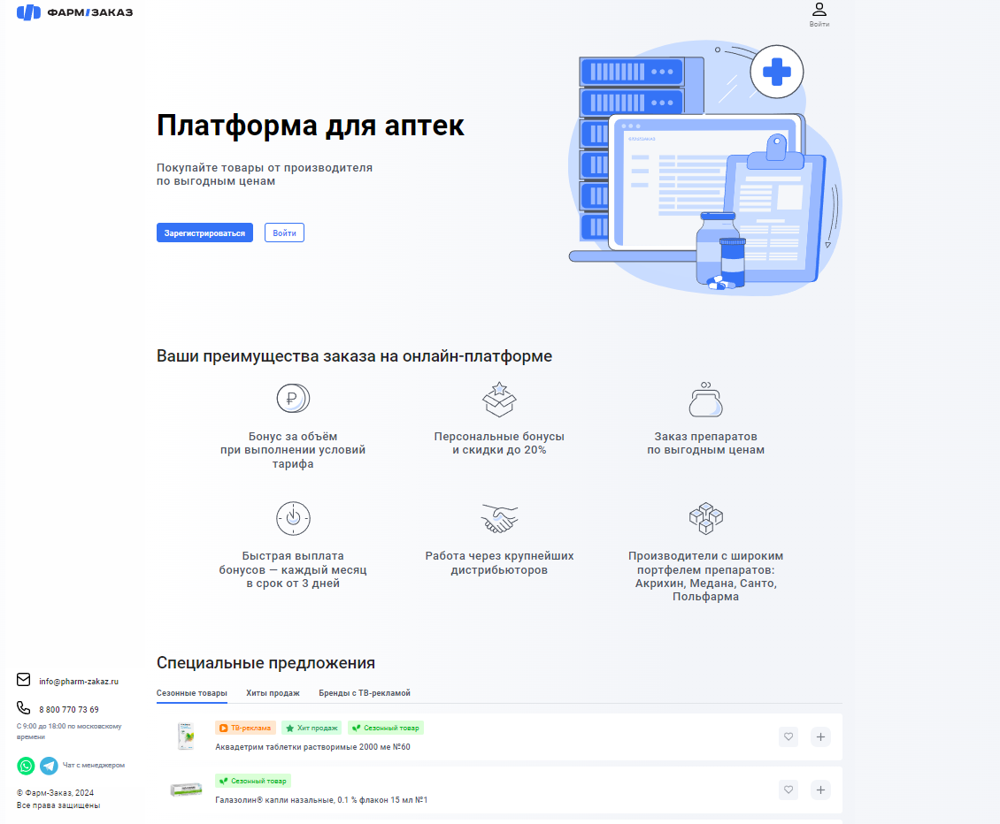 ФАРМ/ЗАКАЗ
Войти
Платформа для аптек
Покупайте товары от производителя
по выгодным ценам
Зарегистрироваться
Войти
Ваши преимущества заказа на онлайн-платформе
Бонус за объём
при выполнении условий
тарифа
Персональные бонусы
и скидки до 20%
Заказ препаратов
по выгодным ценам
Быстрая выплата
бонусов — каждый месяц
в срок от 3 дней
Работа через крупнейших
дистрибьюторов
Производители с широким
портфелем препаратов:
Акрихин, Медана, Санто,
Польфарма
Специальные предложения
Сезонные товары
Хиты продаж
Бренды с ТВ-рекламой
ТВ-реклама
Хит продаж
Сезонный товар
Аквадетрим таблетки растворимые 2000 ме №60
Сезонный товар
Галазолин® капли назальные, 0.1 % флакон 15 мл №1
info@pharm-zakaz.ru
8 800 770 73 69
С 9:00 до 18:00 по московскому
времени
Чат с менеджером
© Фарм-Заказ, 2024
Все права защищены